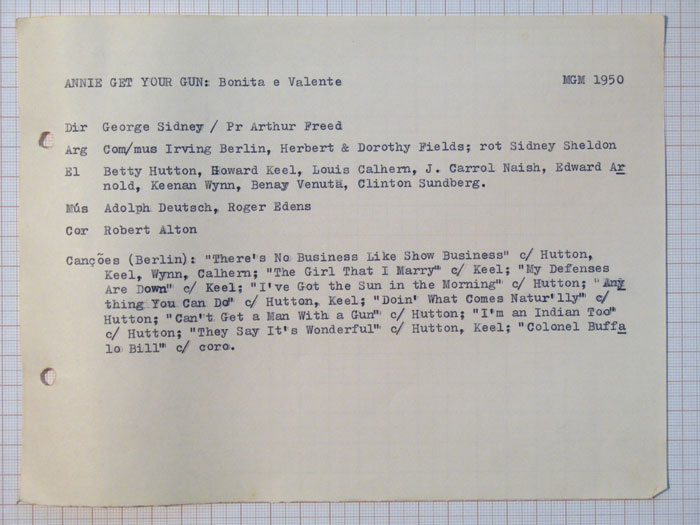 ANNIE GET YOUR GUN: Bonita e Valente MGM 1950
Dir George Sidney / Pr Arthur Freed
Arg Com/mus Irving Berlin, Herbert & Dorothy Fields; rot Sidney Sheldon
El Betty Hutton, Howard Keel, Louis Calhern, J. Carrol Naish, Edward Ar
nold, Keenan Wynn, Benay Venuta, Clinton Sundberg.
Mús Adolph Deutsch, Roger Edens
Cor Robert Alton
Canções (Berlin): "There's No Business Like Show Business" c/ Hutton,
Keel, Wynn, Calhern; "The Girl That I Marry" c/ Keel; "My Defenses
Are Down" c/ Keel; "I've Got the Sun in the Morning" c/ Hutton; "Any
thing You Can Do" c/ Hutton, Keel; "Doin' What Comes Natur'lly" c/
Hutton; "Can't Get a Man With a Gun" c/ Hutton; "I'm an Indian Too"
c/ Hutton; "They Say It's Wonderful" c/ Hutton, Keel; "Colonel Buffa
lo Bill" c/ coro.